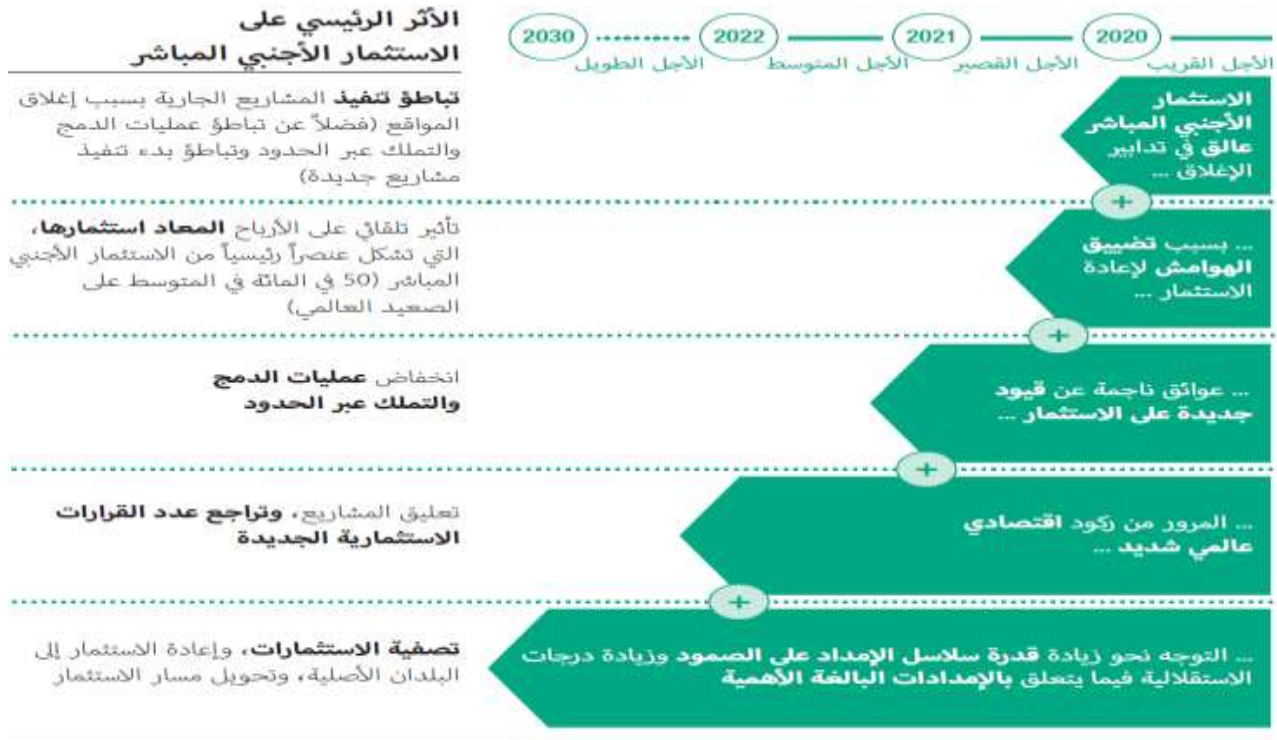 الأثر الرئيسي على
الاستثمار الأجنبي المباشر
2020
2021
2022
2030
الأجل القريب
الأجل القصير
الأجل المتوسط
الأجل الطويل
الاستثمار
الأجنبي المباشر
عالق في تدابير
الإغلاق ...
تباطؤ تنفيذ المشاريع الجارية بسبب إغلاق
المواقع (فضلاً عن تباطؤ عمليات الدمج
والتملك عبر الحدود وتباطؤ بدء تنفيذ
مشاريع جديدة)
+
... بسبب تضييق
الهوامش لإعادة
الاستثمار ...
تأثير تلقائي على الأرباح المعاد استثمارها،
التي تشكل عنصراً رئيسياً من الاستثمار الأجنبي
المباشر (50 في المائة في المتوسط على
الصعيد العالمي)
+
... عوائق ناجمة عن قيود
جديدة على الاستثمار ...
انخفاض عمليات الدمج
والتملك عبر الحدود
+
... المرور من ركود اقتصادي
عالمي شديد ...
تعليق المشاريع، وتراجع عدد القرارات
الاستثمارية الجديدة
+
... التوجه نحو زيادة قدرة سلاسل الإمداد على الصمود وزيادة درجات
الاستقلالية فيما يتعلق بالإمدادات البالغة الأهمية
تصفية الاستثمارات، وإعادة الاستثمار إلى
البلدان الأصلية، وتحويل مسار الاستثمار